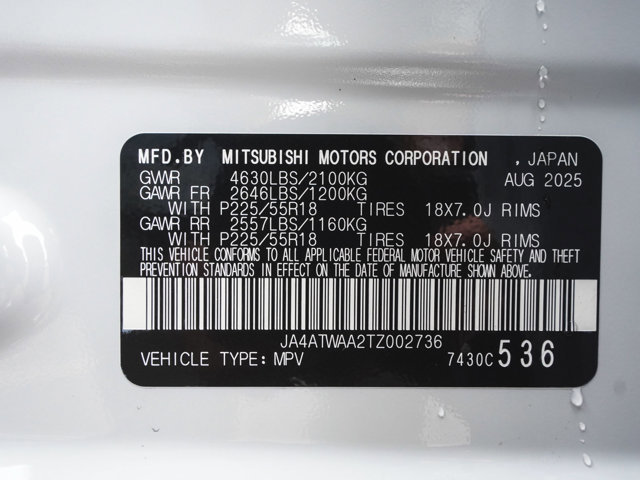 MFD.BY MITSUBISHI MOTORS CORPORATION , JAPAN
GVWR 4630LBS/2100KG AUG 2025
GAWR FR 2646LBS/1200KG
WITH P225/55R18 TIRES 18X7.0J RIMS
GAWR RR 2557LBS/1160KG
WITH P225/55R18 TIRES 18X7.0J RIMS
THIS VEHICLE CONFORMS TO ALL APPLICABLE FEDERAL MOTOR VEHICLE SAFETY AND THEFT
PREVENTION STANDARDS IN EFFECT ON THE DATE OF MANUFACTURE SHOWN ABOVE.
JA4ATWAA2TZ002736
VEHICLE TYPE: MPV 7430C 536